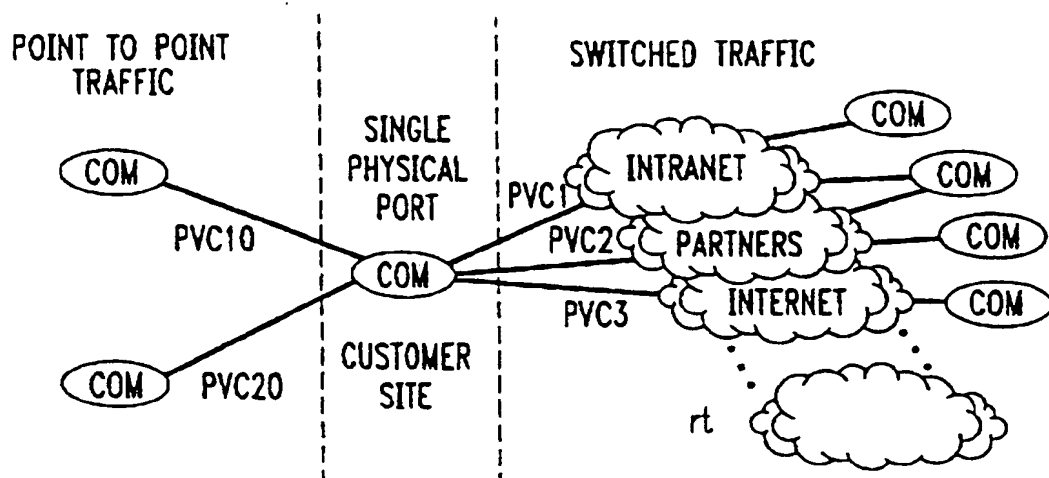 POINT TO POINT
TRAFFIC
SINGLE
PHYSICAL
PORT
SWITCHED TRAFFIC
COM
COM
INTRANET
COM
PVC1
PVC10
PVC2
PARTNERS
COM
COM
INTERNET
COM
PVC3
COM
PVC20
CUSTOMER
SITE
rt